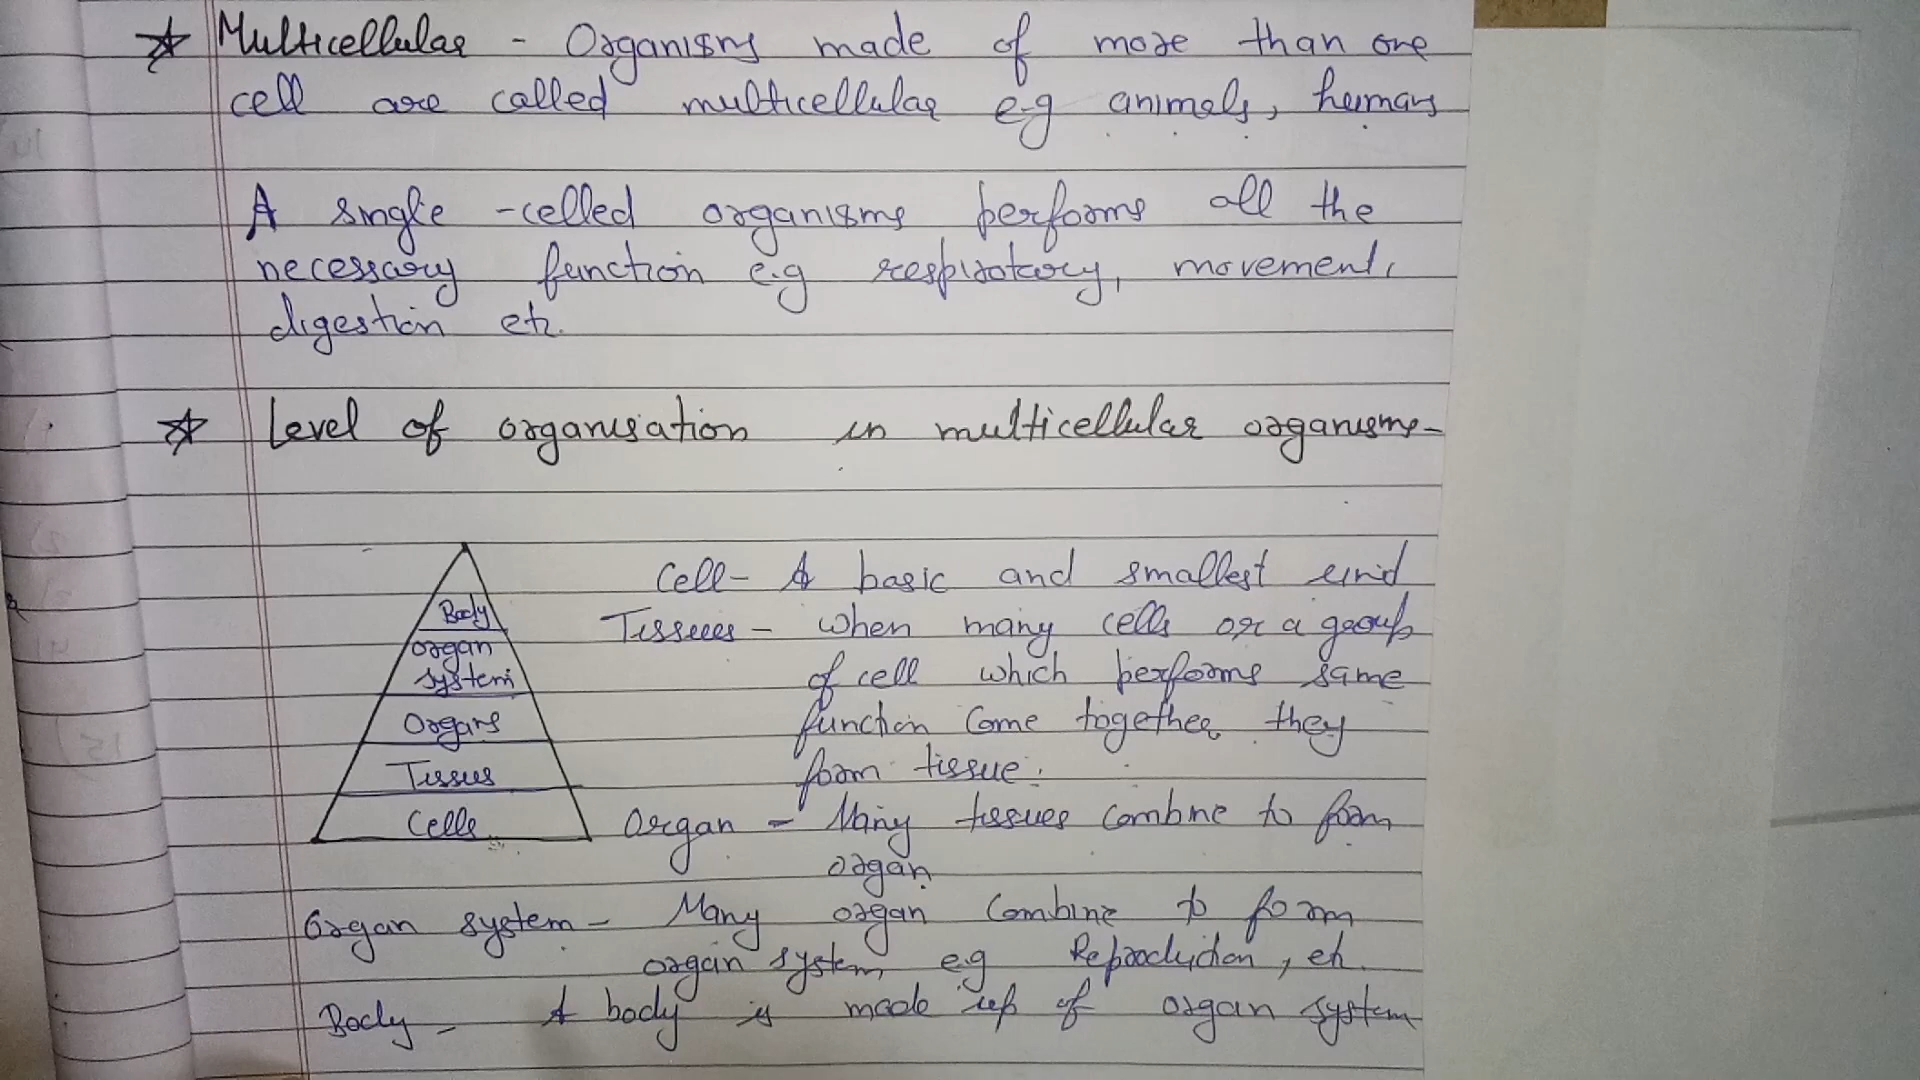 Multicellular - Organisms made of more than one
cell are called multicellular e.g animals, humans
A single-celled organisms performs all the
necessary function e.g respiratory, movement,
digestion etc.
Level of organisation in multicellular organisms-
Body
organ
system
Organs
Tissues
Cells
Cell - A basic and smallest unit
Tissues - When many cells or a group
of cell which performs same
function come together they
form tissue.
Organ - Many tissues combine to form
organ
Organ system - Many organ combine to form
organ system e.g Reproduction, etc.
Body - A body is made up of organ system